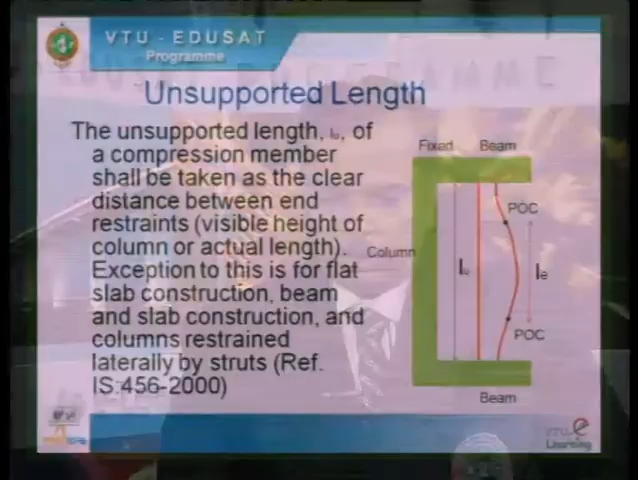 VTU - EDUSAT
Programme
Unsupported Length
The unsupported length, lu, of
a compression member
shall be taken as the clear
distance between end
restraints (visible height of
column or actual length).
Exception to this is for flat
slab construction, beam
and slab construction, and
columns restrained
laterally by struts (Ref.
IS:456-2000)
Fixed
Beam
POC
Column
lu
le
POC
Beam
VTU e
Learning